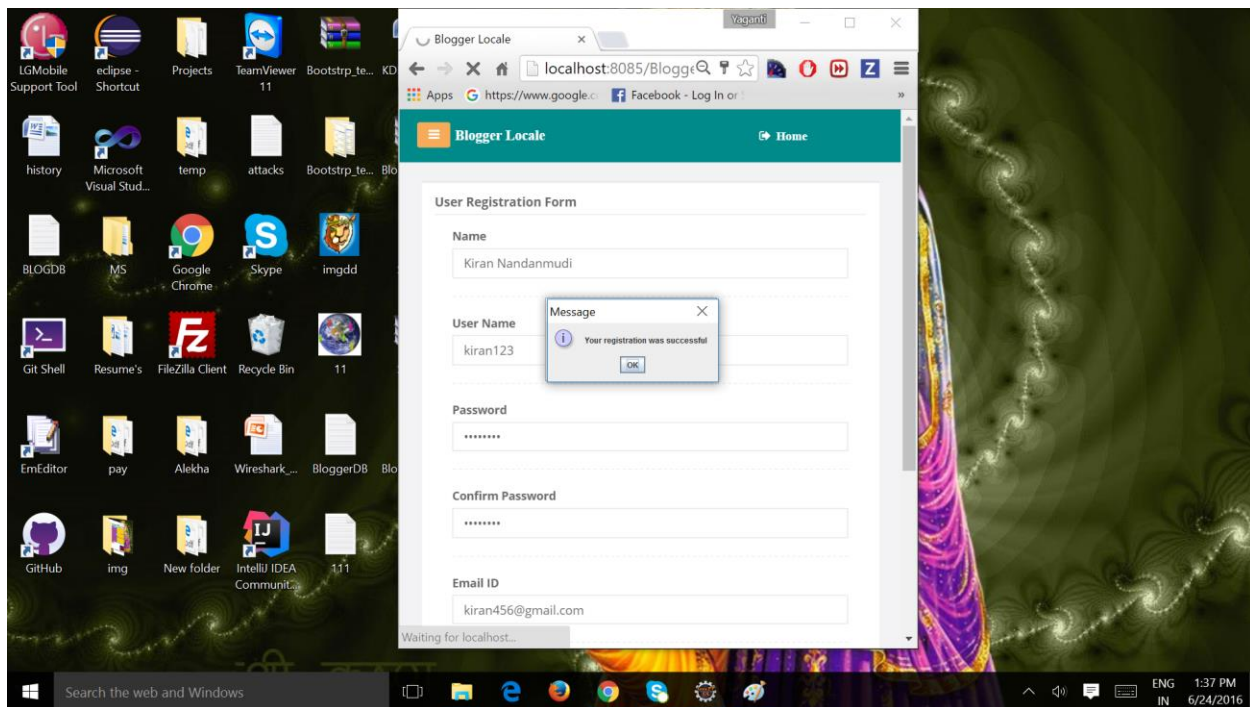 LGMobile
Support Tool
eclipse -
Shortcut
Projects
TeamViewer
11
Bootstrp_te...
KD
history
Microsoft
Visual Stud...
temp
attacks
Bootstrp_te...
Blo
BLOGDB
MS
Google
Chrome
Skype
imgdd
Git Shell
Resume's
FileZilla Client
Recycle Bin
11
EmEditor
pay
Alekha
Wireshark_...
BloggerDB
Blo
GitHub
img
New folder
IntelliJ IDEA
Communit...
111
Yaganti
Blogger Locale
localhost:8085/Blogge
Apps
https://www.google.c
Facebook - Log In or
Blogger Locale
Home
User Registration Form
Name
Kiran Nandanmudi
User Name
kiran123
Message
Your registration was successful
OK
Password
••••••••
Confirm Password
••••••••
Email ID
kiran456@gmail.com
Waiting for localhost...
Search the web and Windows
ENG
IN
1:37 PM
6/24/2016